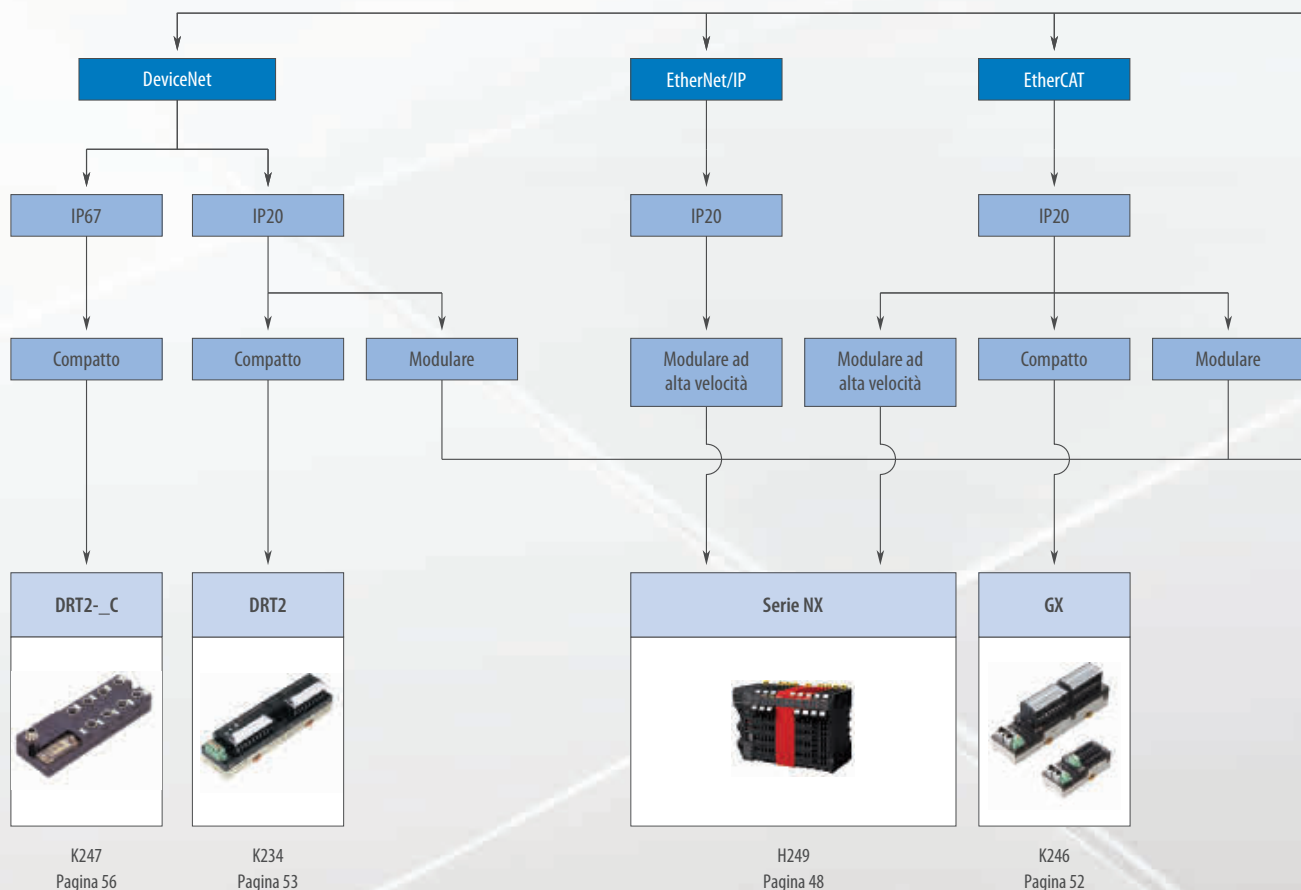 DeviceNet
EtherNet/IP
EtherCAT
IP67
IP20
IP20
IP20
Compatto
Compatto
Modulare
Modulare ad
alta velocità
Modulare ad
alta velocità
Compatto
Modulare
DRT2-_C
DRT2
Serie NX
GX
K247
Pagina 56
K234
Pagina 53
H249
Pagina 48
K246
Pagina 52